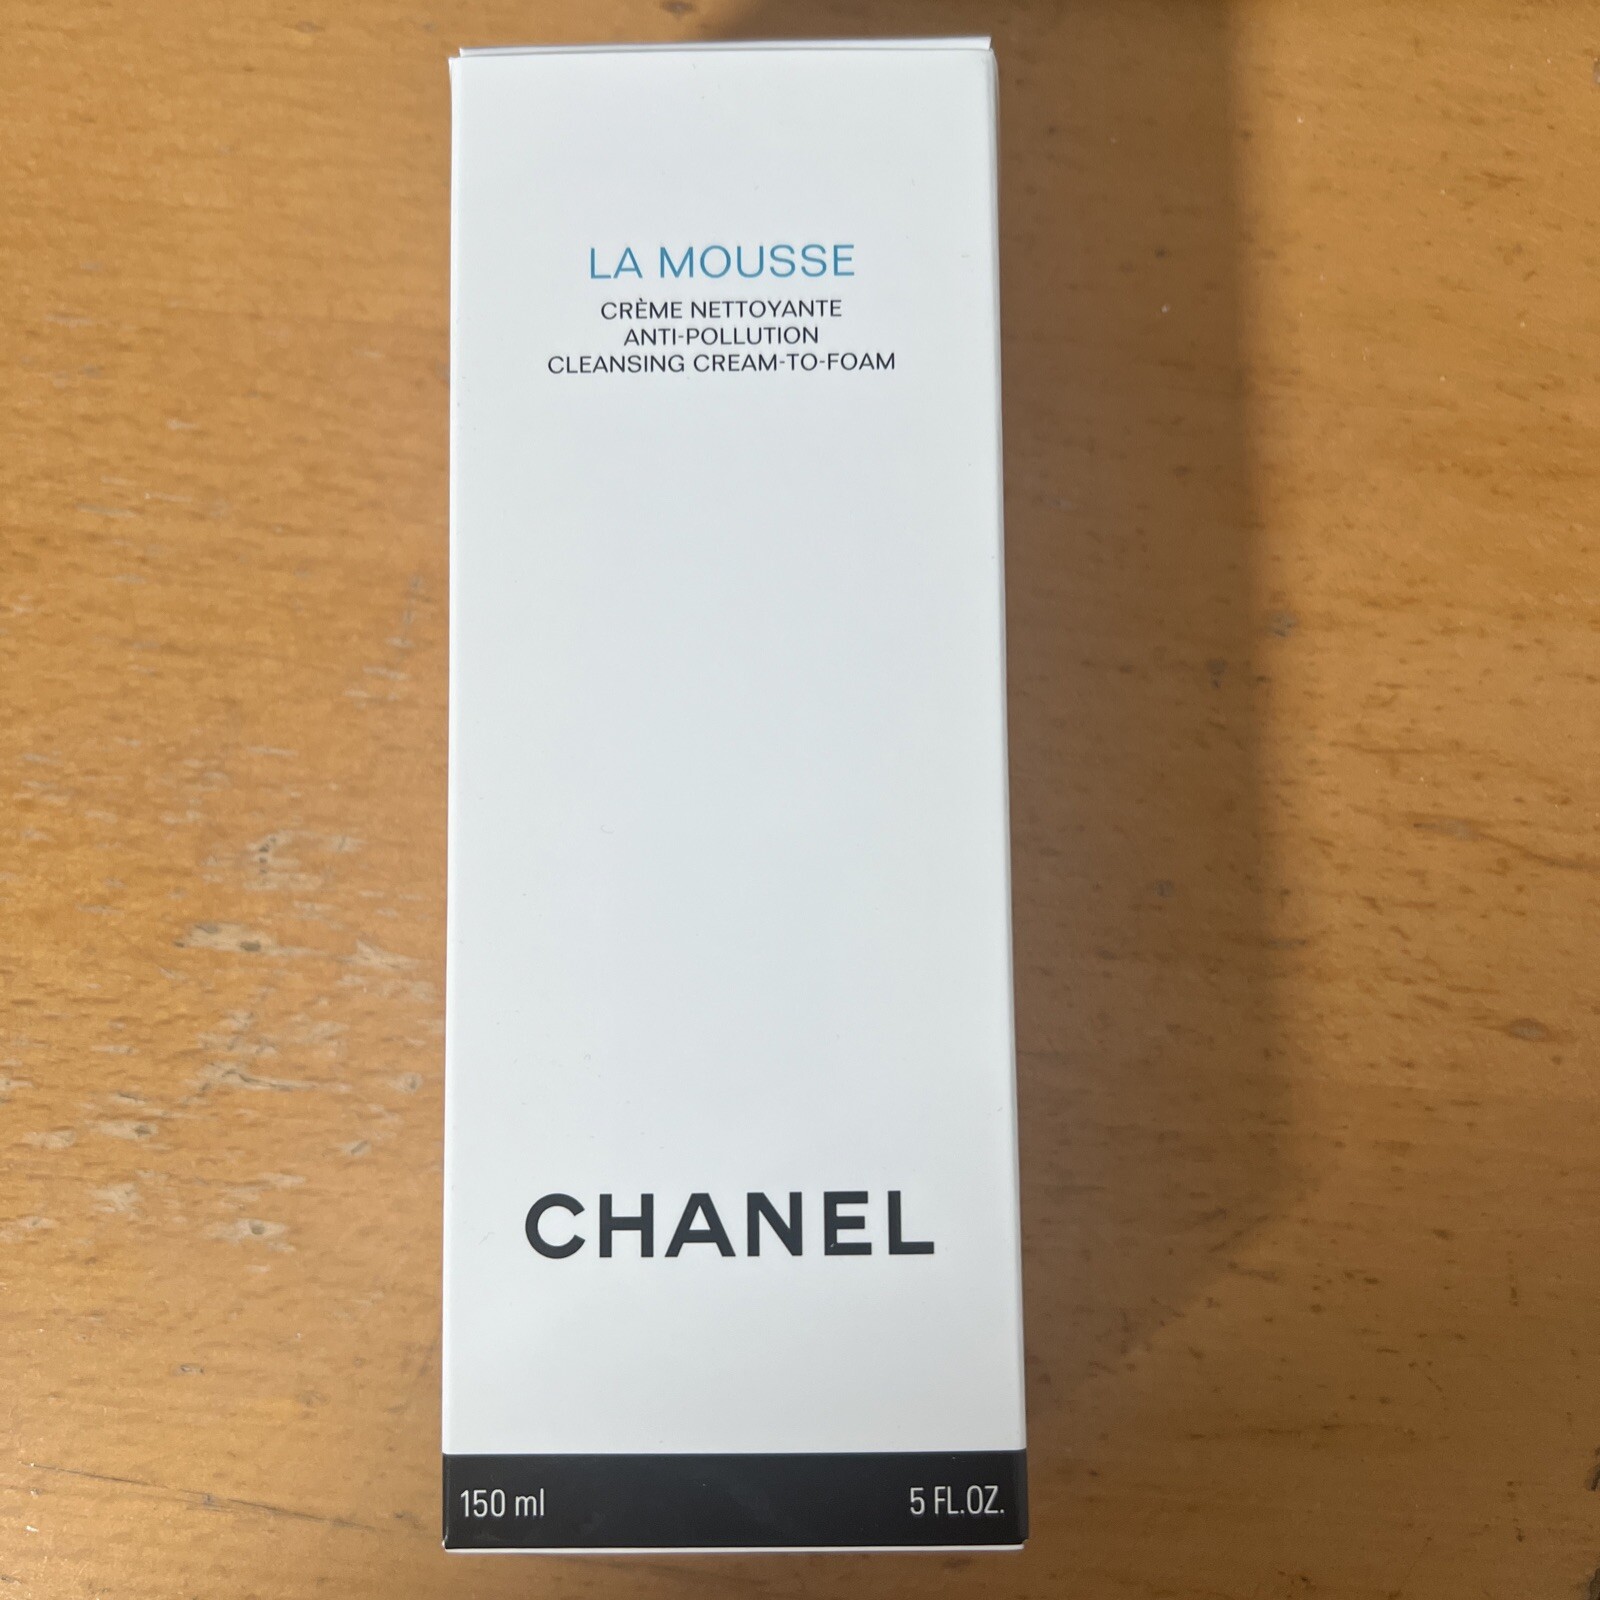 LA MOUSSE
CRÈME NETTOYANTE
ANTI-POLLUTION
CLEANSING CREAM-TO-FOAM
CHANEL
150 ml 5 FL.OZ.